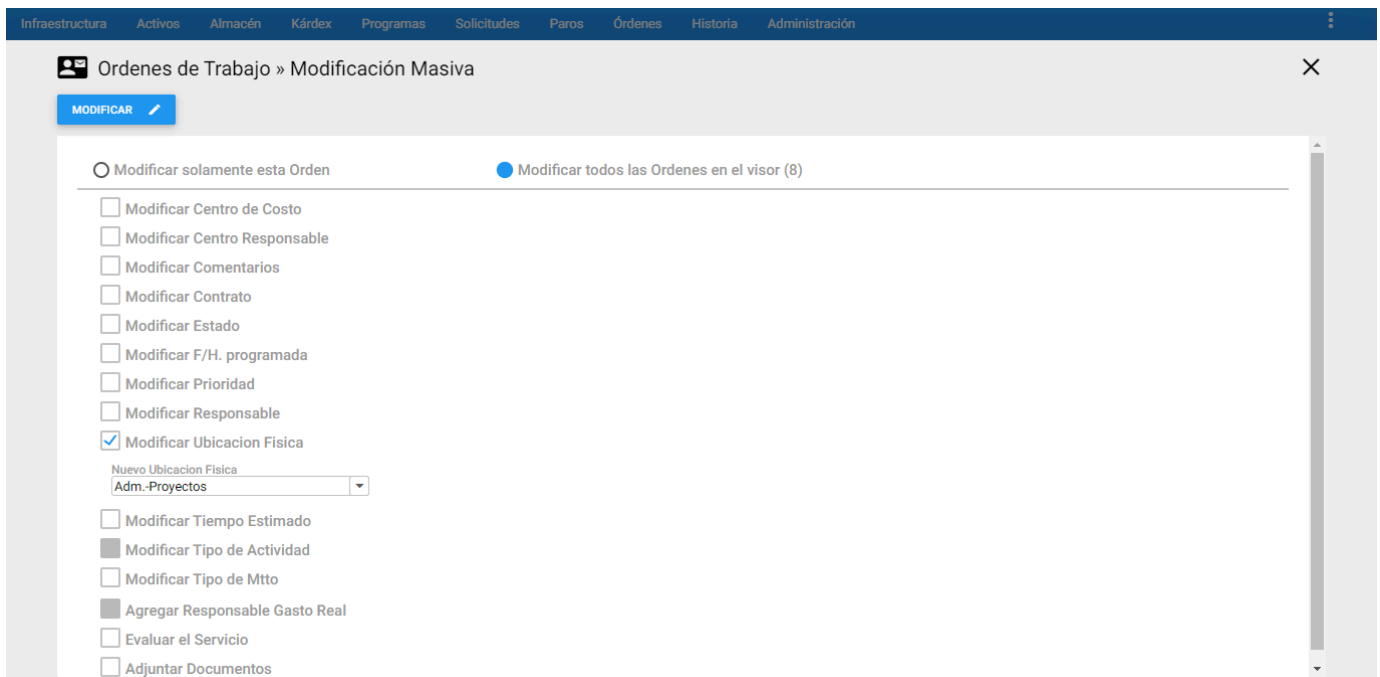 Infraestructura Activos Almacén Kárdex Programas Solicitudes Paros Órdenes Historia Administración
Ordenes de Trabajo » Modificación Masiva
MODIFICAR
Modificar solamente esta Orden Modificar todos las Ordenes en el visor (8)
Modificar Centro de Costo
Modificar Centro Responsable
Modificar Comentarios
Modificar Contrato
Modificar Estado
Modificar F/H. programada
Modificar Prioridad
Modificar Responsable
Modificar Ubicacion Fisica
Nuevo Ubicacion Fisica
Adm.-Proyectos
Modificar Tiempo Estimado
Modificar Tipo de Actividad
Modificar Tipo de Mtto
Agregar Responsable Gasto Real
Evaluar el Servicio
Adjuntar Documentos